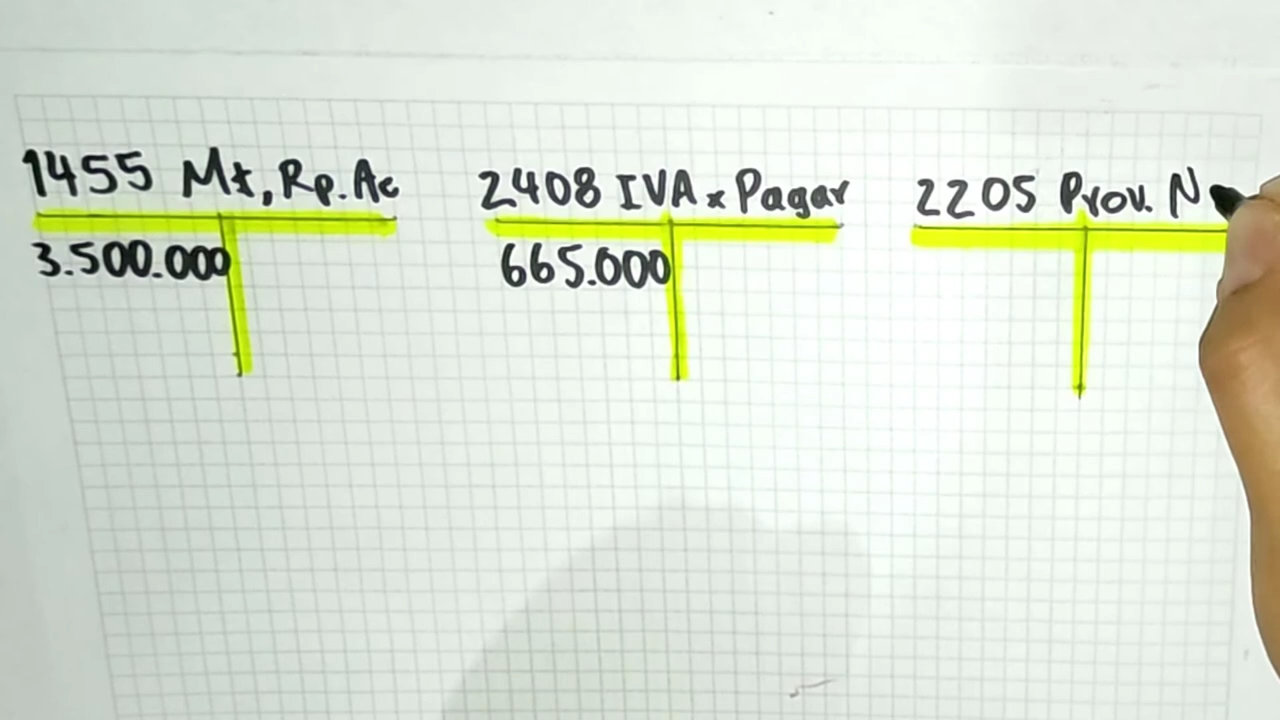 1455 Mt, Rp. Ac
3.500.000
2408 IVA x Pagar
665.000
2205 Prov. N